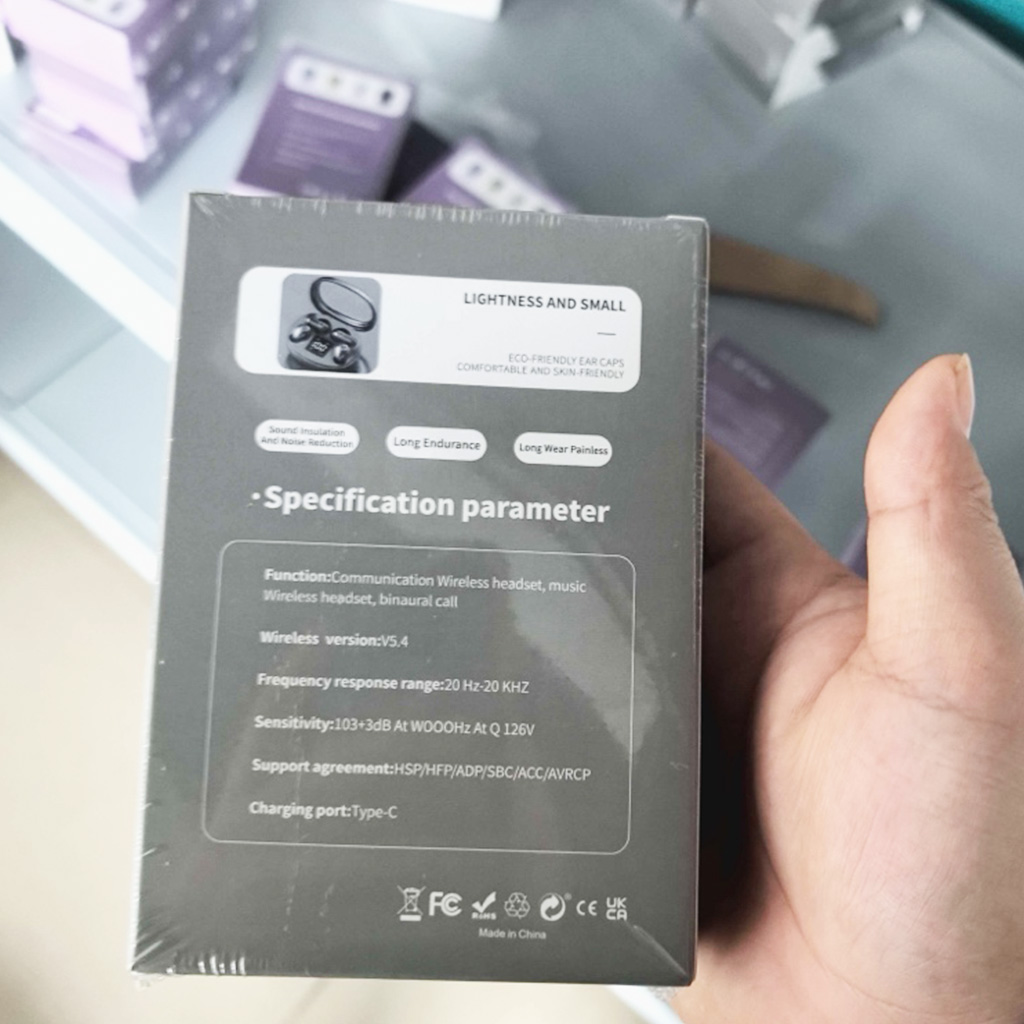 LIGHTNESS AND SMALL
ECO-FRIENDLY EAR CAPS
COMFORTABLE AND SKIN-FRIENDLY
Sound Insulation
And Noise Reduction
Long Endurance
Long Wear Painless
·Specification parameter
Function:Communication Wireless headset, music
Wireless headset, binaural call
Wireless version:V5.4
Frequency response range:20 Hz-20 KHZ
Sensitivity:103+3dB At WOOOHz At Q 126V
Support agreement:HSP/HFP/ADP/SBC/ACC/AVRCP
Charging port:Type-C
FC RoHS CE UK CA
Made in China